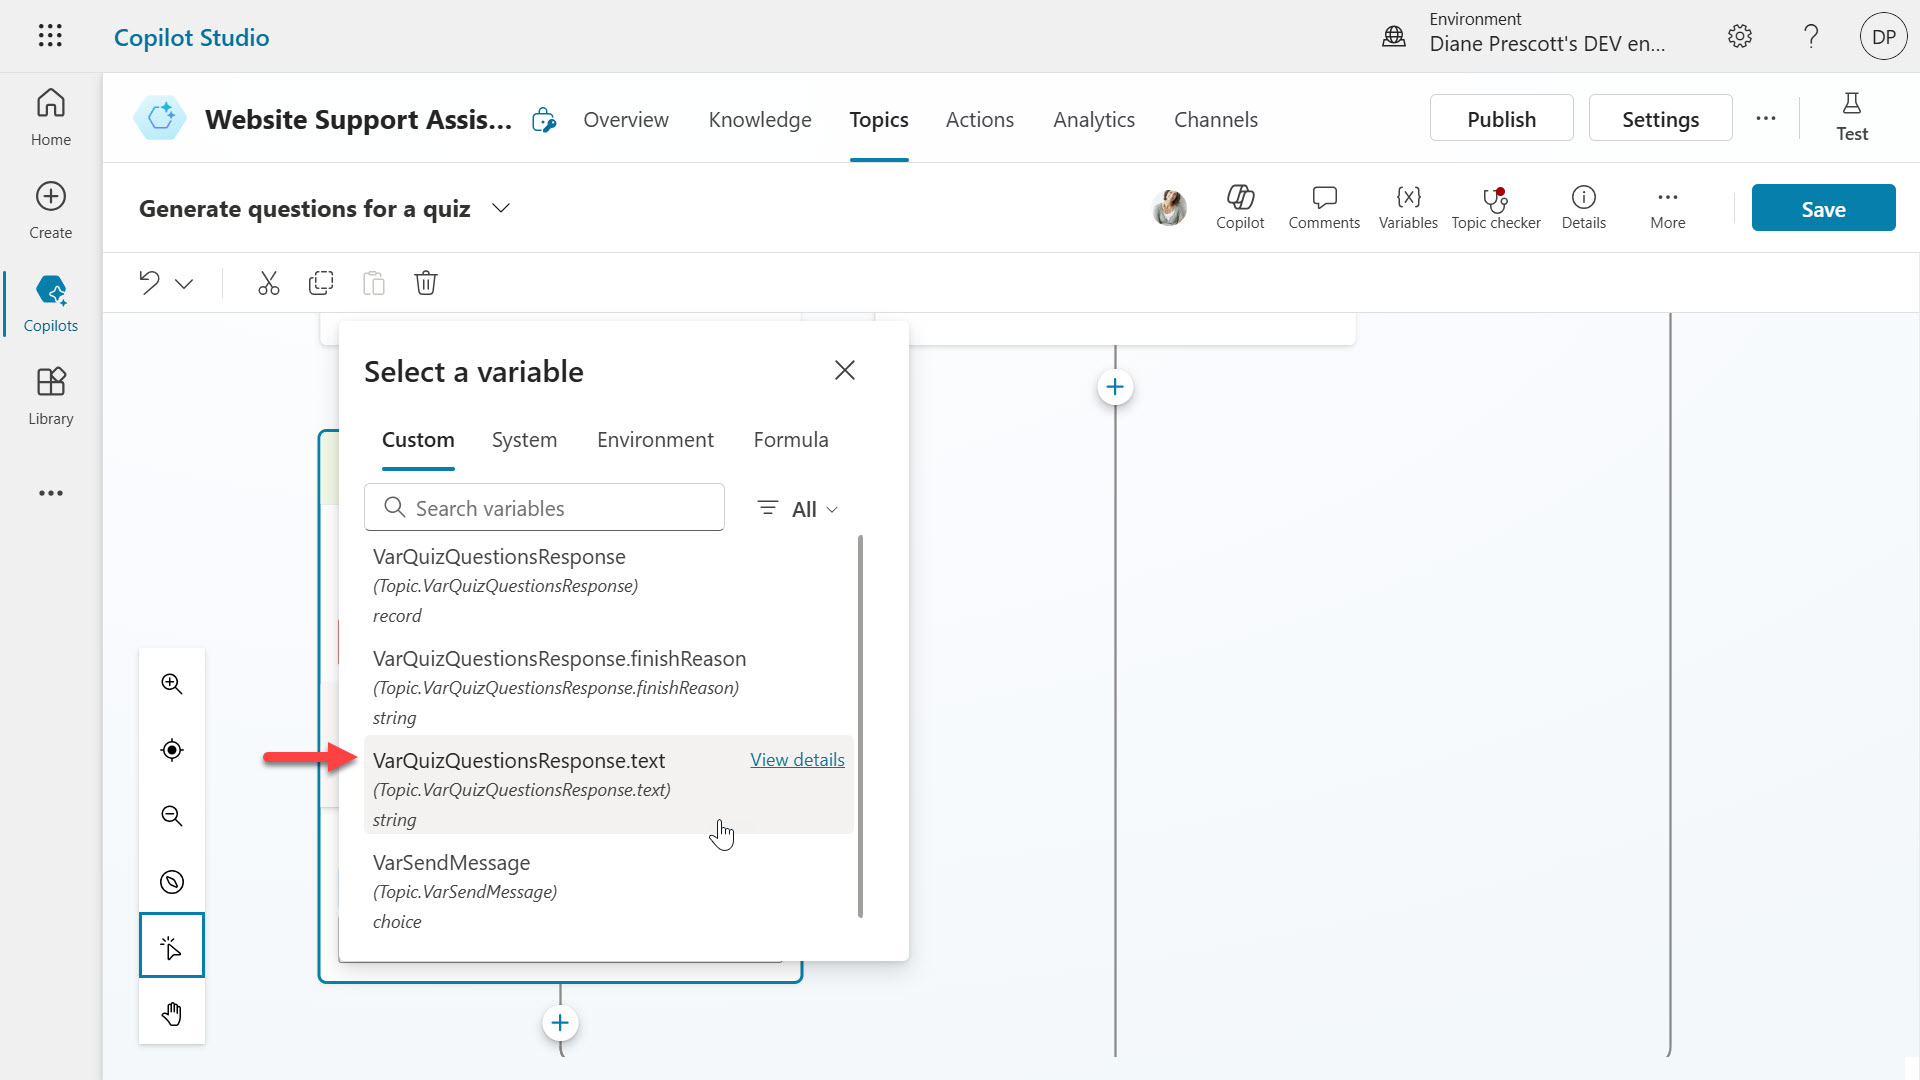 Copilot Studio
Environment
Diane Prescott's DEV en...
DP
Home
Create
Copilots
Library
Website Support Assis...
Overview
Knowledge
Topics
Actions
Analytics
Channels
Publish
Settings
Test
Generate questions for a quiz
Copilot
Comments
Variables
Topic checker
Details
More
Save
Select a variable
Custom
System
Environment
Formula
Search variables
All
VarQuizQuestionsResponse
(Topic.VarQuizQuestionsResponse)
record
VarQuizQuestionsResponse.finishReason
(Topic.VarQuizQuestionsResponse.finishReason)
string
VarQuizQuestionsResponse.text
View details
(Topic.VarQuizQuestionsResponse.text)
string
VarSendMessage
(Topic.VarSendMessage)
choice